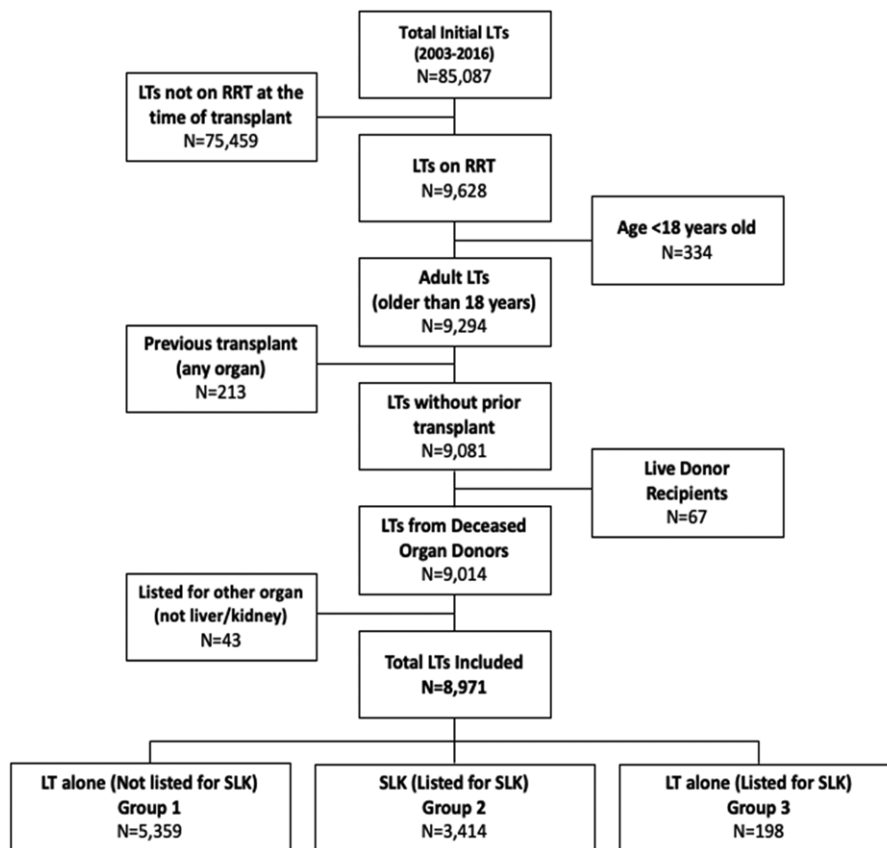 Total Initial LTs
(2003-2016)
N=85,087
LTs not on RRT at the
time of transplant
N=75,459
LTs on RRT
N=9,628
Age <18 years old
N=334
Adult LTs
(older than 18 years)
N=9,294
Previous transplant
(any organ)
N=213
LTs without prior
transplant
N=9,081
Live Donor
Recipients
N=67
LTs from Deceased
Organ Donors
N=9,014
Listed for other organ
(not liver/kidney)
N=43
Total LTs Included
N=8,971
LT alone (Not listed for SLK)
Group 1
N=5,359
SLK (Listed for SLK)
Group 2
N=3,414
LT alone (Listed for SLK)
Group 3
N=198